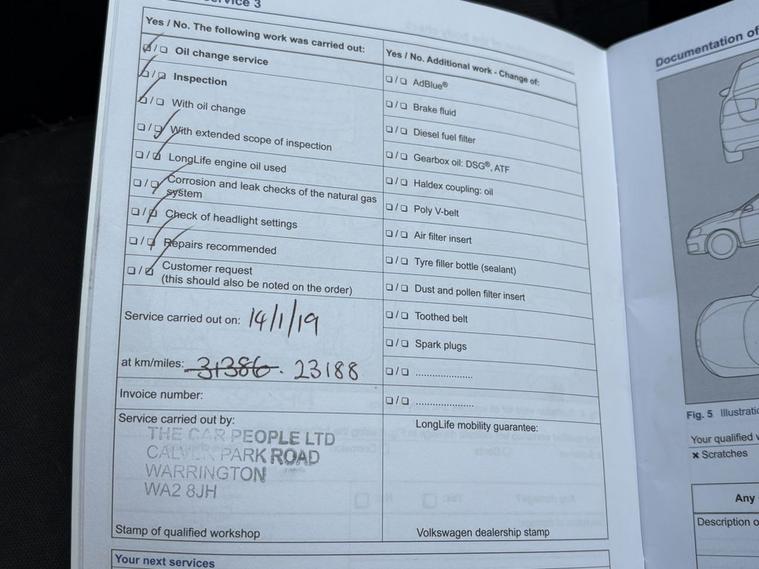 Service 3
Yes / No. The following work was carried out:
❑ / ❑ Oil change service
❑ / ❑ Inspection
❑ / ❑ With oil change
❑ / ❑ With extended scope of inspection
❑ / ❑ LongLife engine oil used
❑ / ❑ Corrosion and leak checks of the natural gas
system
❑ / ❑ Check of headlight settings
❑ / ❑ Repairs recommended
❑ / ❑ Customer request
(this should also be noted on the order)
Service carried out on: 14/1/19
at km/miles: 31386. 23188
Invoice number:
Service carried out by:
THE CAR PEOPLE LTD
CALVER PARK ROAD
WARRINGTON
WA2 8JH
Stamp of qualified workshop
Yes / No. Additional work - Change of:
❑ / ❑ AdBlue®
❑ / ❑ Brake fluid
❑ / ❑ Diesel fuel filter
❑ / ❑ Gearbox oil: DSG®, ATF
❑ / ❑ Haldex coupling: oil
❑ / ❑ Poly V-belt
❑ / ❑ Air filter insert
❑ / ❑ Tyre filler bottle (sealant)
❑ / ❑ Dust and pollen filter insert
❑ / ❑ Toothed belt
❑ / ❑ Spark plugs
❑ / ❑ ......................
❑ / ❑ ......................
LongLife mobility guarantee:
Volkswagen dealership stamp
Your next services
Documentation of
Fig. 5 Illustratio
Your qualified
× Scratches
Any
Description o